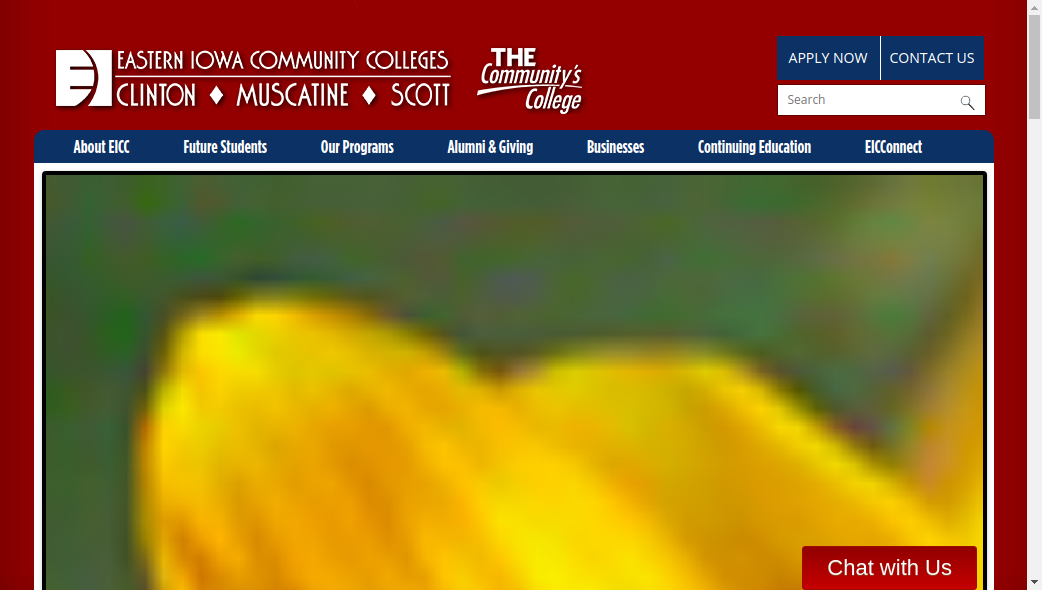 EASTERN IOWA COMMUNITY COLLEGES
CLINTON ♦ MUSCATINE ♦ SCOTT
THE
Community's
College
APPLY NOW
CONTACT US
Search
About EICC
Future Students
Our Programs
Alumni & Giving
Businesses
Continuing Education
EICConnect
Chat with Us